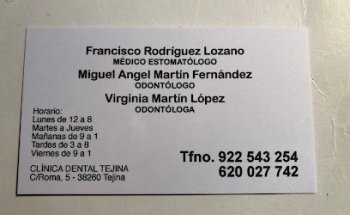 Francisco Rodríguez Lozano
MÉDICO ESTOMATÓLOGO
Miguel Angel Martín Fernández
ODONTÓLOGO
Virginia Martín López
ODONTÓLOGA
Horario:
Lunes de 12 a 8
Martes a Jueves
Mañanas de 9 a 1
Tardes de 3 a 8
Viernes de 9 a 1
CLÍNICA DENTAL TEJINA
C/Roma, 5 - 38260 Tejina
Tfno. 922 543 254
620 027 742